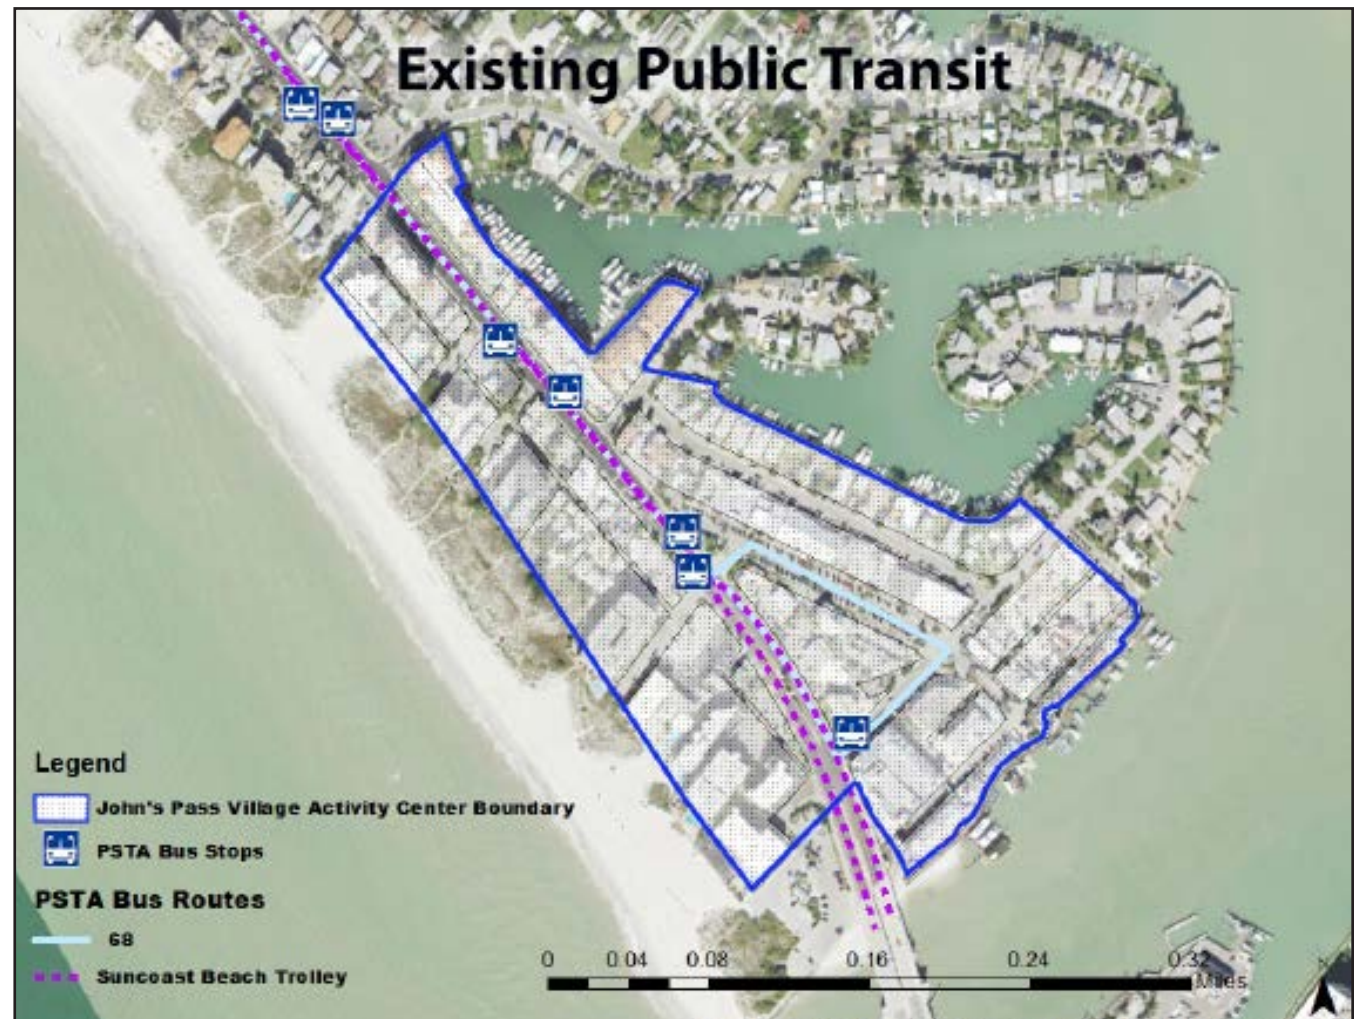 Existing Public Transit
Legend
John's Pass Village Activity Center Boundary
PSTA Bus Stops
PSTA Bus Routes
68
Suncoast Beach Trolley
0 0.04 0.08 0.16 0.24 0.32
Miles